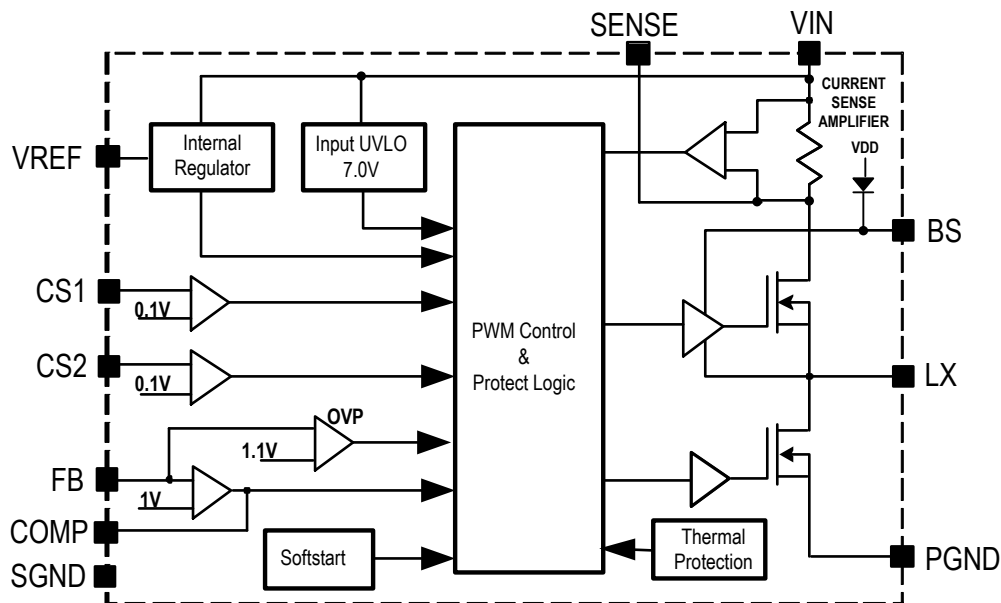 SENSE
VIN
CURRENT
SENSE
AMPLIFIER
VDD
VREF
Internal
Regulator
Input UVLO
7.0V
BS
CS1
0.1V
CS2
0.1V
PWM Control
&
Protect Logic
LX
OVP
1.1V
FB
1V
COMP
SGND
Softstart
Thermal
Protection
PGND